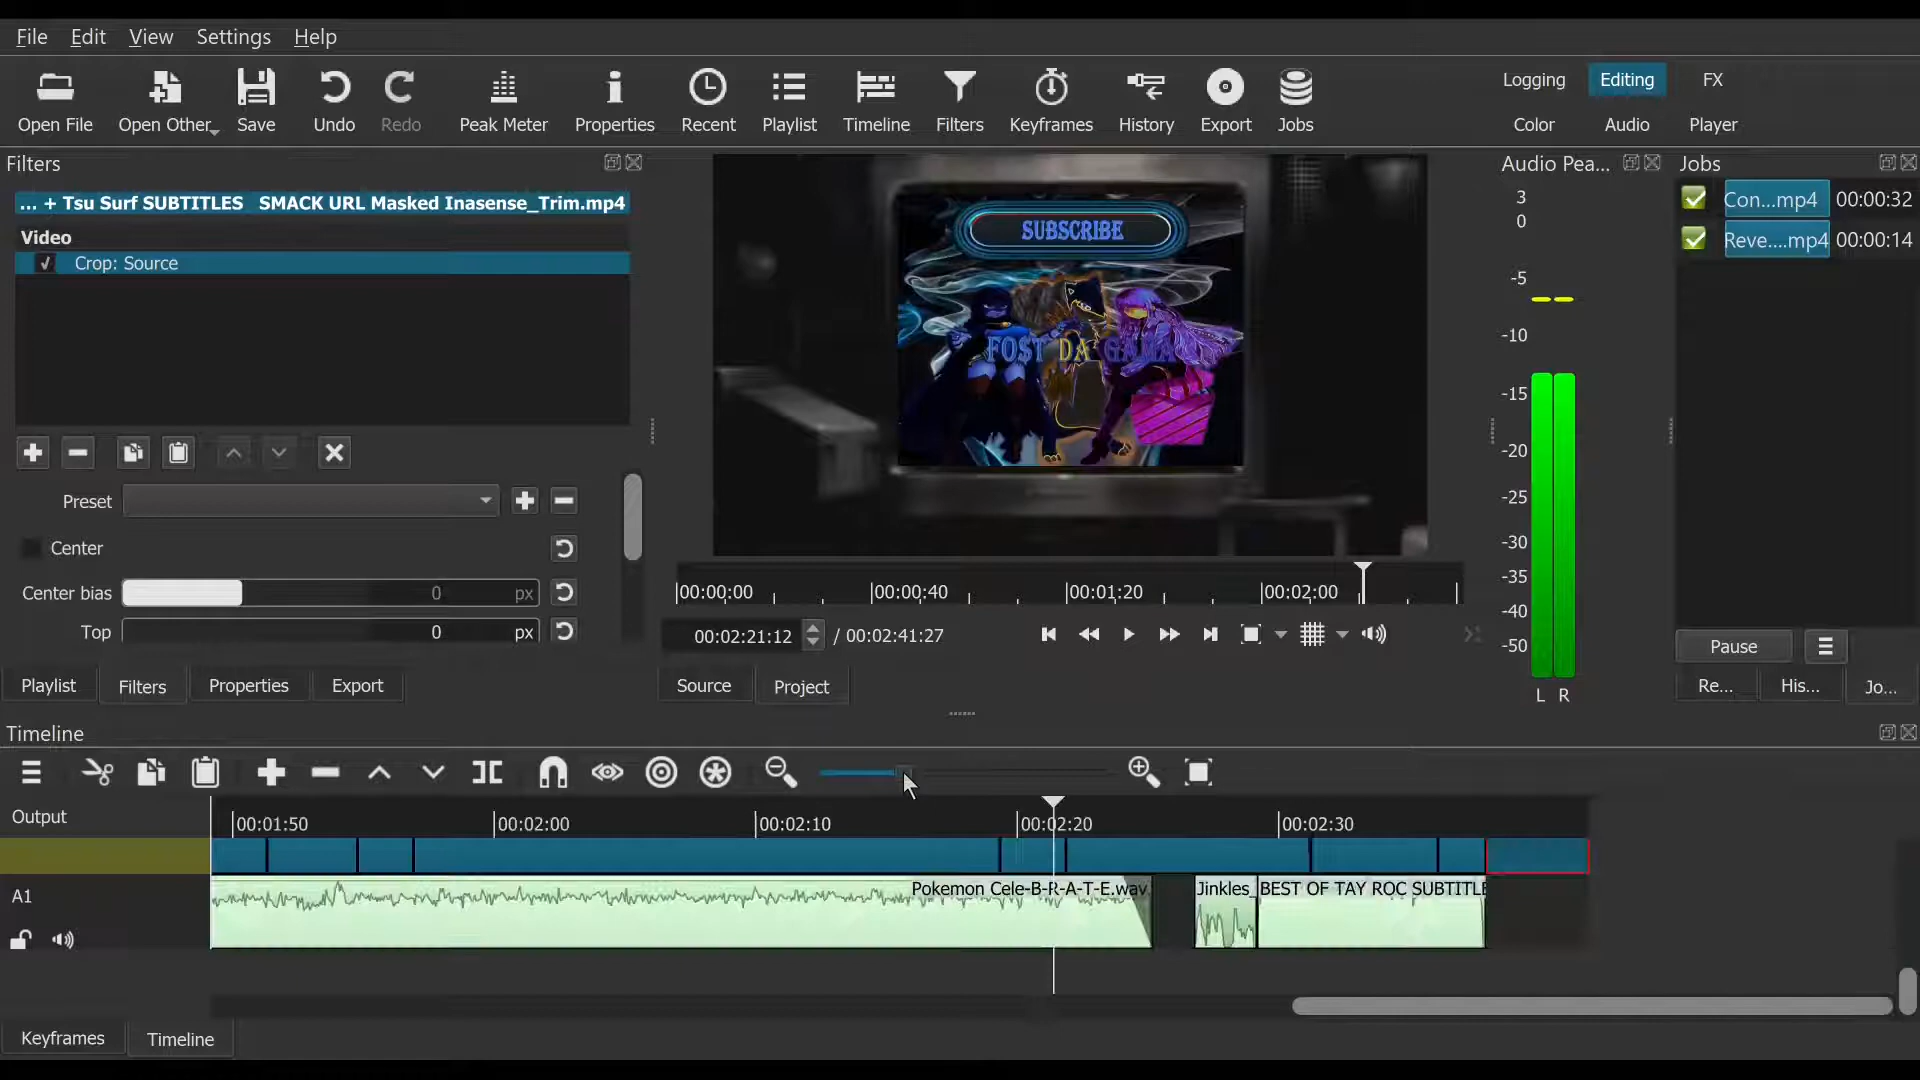 File Edit View Settings Help
Open File Open Other Save Undo Redo Peak Meter Properties Recent Playlist Timeline Filters Keyframes History Export Jobs
Logging Editing FX
Color Audio Player
Filters
Audio Pea...
Jobs
... + Tsu Surf SUBTITLES SMACK URL Masked Inasense_Trim.mp4
Video
Crop: Source
Preset
Center
Center bias 0 px
Top 0 px
Playlist Filters Properties Export
SUBSCRIBE
FO$T DA GAMA
00:00:00 00:00:40 00:01:20 00:02:00
00:02:21:12 / 00:02:41:27
Source Project
3
0
-5
-10
-15
-20
-25
-30
-35
-40
-50
L R
Con...mp4 00:00:32
Reve....mp4 00:00:14
Pause
Re... His... Jo...
Timeline
Output
00:01:50 00:02:00 00:02:10 00:02:20 00:02:30
A1
Pokemon Cele-B-R-A-T-E.wav
Jinkles_
BEST OF TAY ROC SUBTITLE
Keyframes Timeline